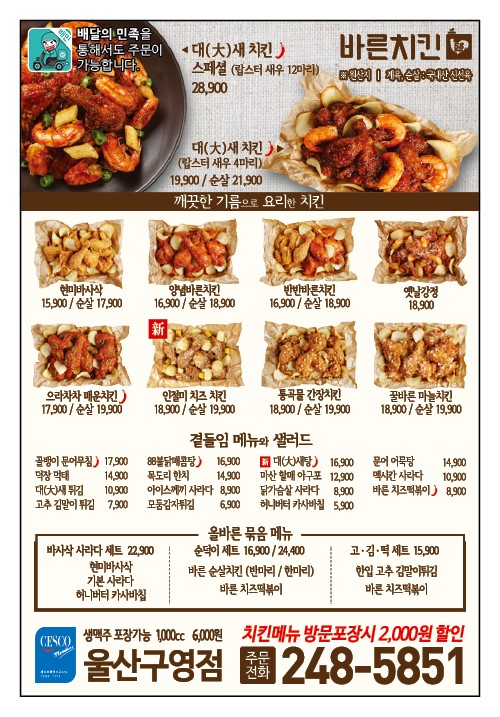 배민
배달의 민족을
통해서도 주문이
가능합니다.
대(大)새 치킨
스페셜 (랍스터 새우 12마리)
28,900
바른치킨
※ 원산지 | 계육, 순살 : 국내산 신선육
대(大)새 치킨
(랍스터 새우 4마리)
19,900 / 순살 21,900
깨끗한 기름으로 요리한 치킨
현미바사삭
15,900 / 순살 17,900
양념바른치킨
16,900 / 순살 18,900
반반바른치킨
16,900 / 순살 18,900
옛날강정
18,900
으라차차 매운치킨
17,900 / 순살 19,900
新
인절미 치즈 치킨
18,900 / 순살 19,900
통곡물 간장치킨
18,900 / 순살 19,900
꿀바른 마늘치킨
18,900 / 순살 19,900
곁들임 메뉴와 샐러드
골뱅이 문어무침 17,900
덕장 먹태 14,900
대(大)새 튀김 10,900
고추 김말이 튀김 7,900
88불닭매콤탕 16,900
목도리 한치 14,900
아이스께끼 사라다 8,900
모둠감자튀김 6,900
新 대(大)새탕 16,900
마산 할매 아구포 12,900
닭가슴살 사라다 8,900
허니버터 카사바칩 5,900
문어 어묵탕 14,900
멕시칸 사라다 10,900
바른 치즈떡볶이 8,900
올바른 묶음 메뉴
바사삭 사라다 세트 22,900
현미바사삭
기본 사라다
허니버터 카사바칩
순떡이 세트 16,900 / 24,400
바른 순살치킨 (반마리 / 한마리)
바른 치즈떡볶이
고·김·떡 세트 15,900
한입 고추 김말이튀김
바른 치즈떡볶이
CESCO
Members
생맥주 포장가능 1,000cc 6,000원
치킨메뉴 방문포장시 2,000원 할인
울산구영점
주문
전화
248-5851